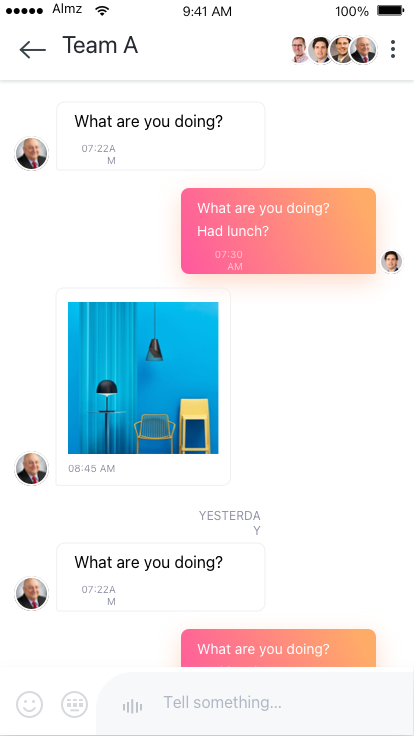 Almz 9:41 AM 100%
Team A
What are you doing?
07:22A
M
What are you doing?
Had lunch?
07:30
AM
08:45 AM
YESTERDA
Y
What are you doing?
07:22A
M
What are you doing?
Tell something...